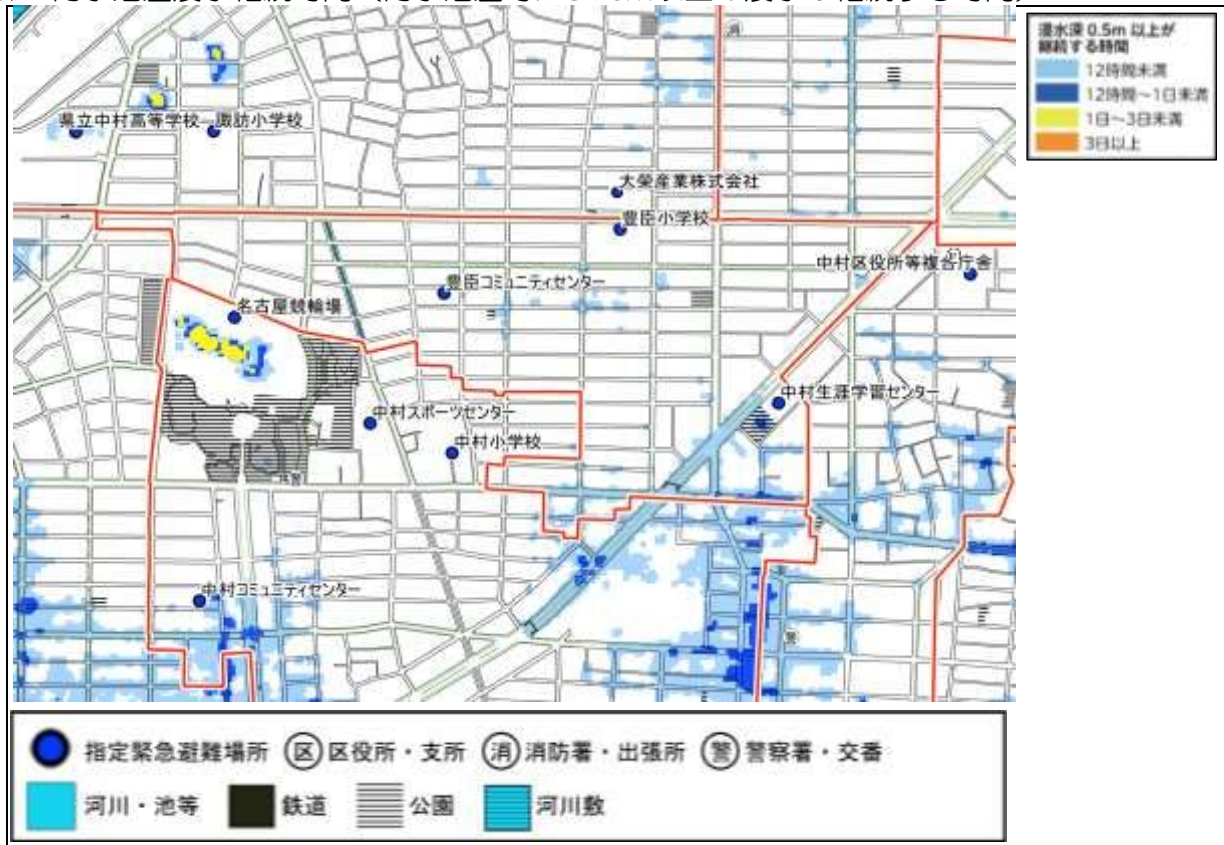 浸水深 0.5m 以上が
継続する時間
12時間未満
12時間～1日未満
1日～3日未満
3日以上
消
県立中村高等学校
諏訪小学校
大榮産業株式会社
豊臣小学校
中村区役所等複合庁舎
豊臣コミュニティセンター
名古屋競輪場
中村生涯学習センター
中村スポーツセンター
中村小学校
中村コミュニティセンター
指定緊急避難場所 区 区役所・支所 消 消防署・出張所 警 警察署・交番
河川・池等 鉄道 公園 河川敷